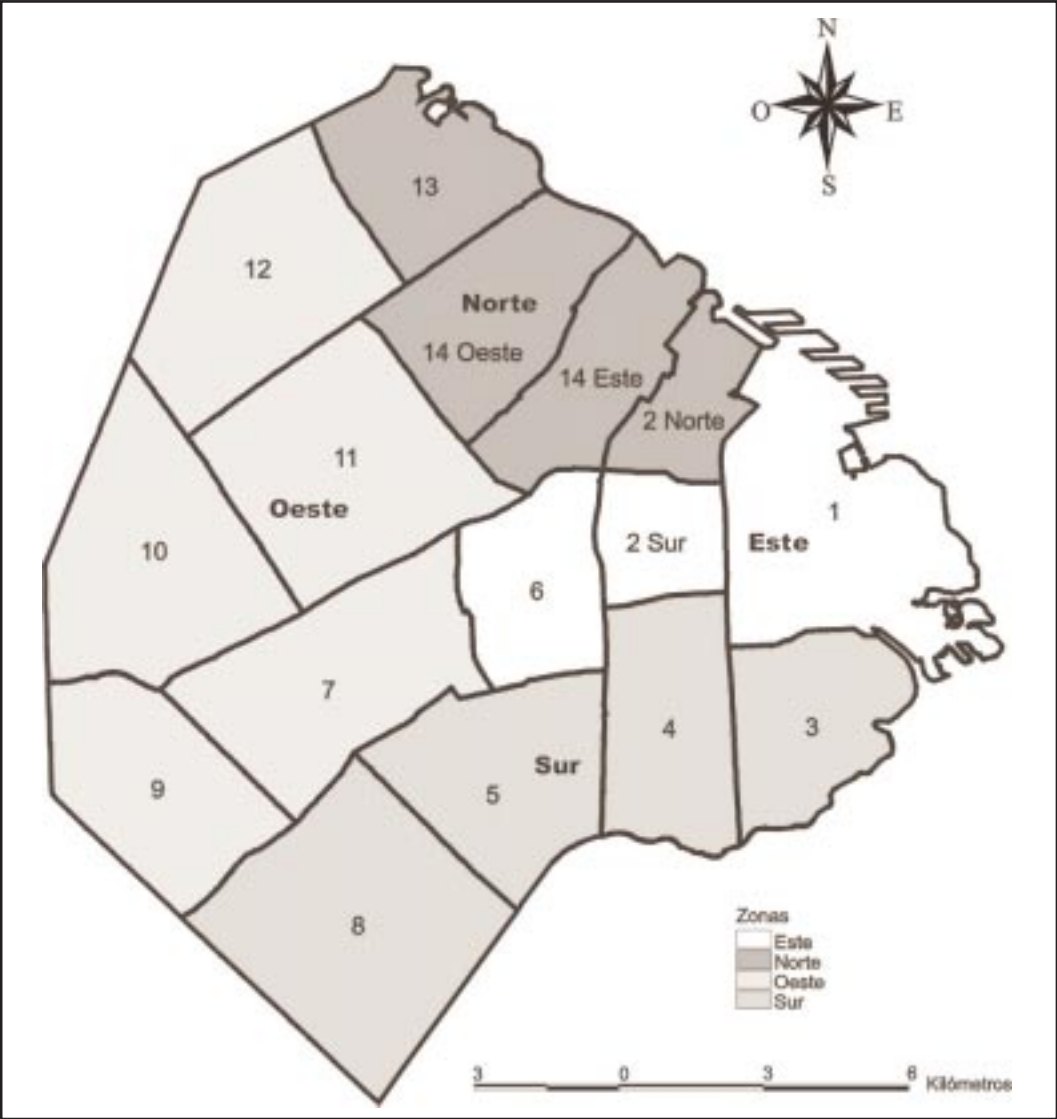 N
O E
S
13
12
Norte
14 Oeste
14 Este
2 Norte
11
Oeste
1
10
2 Sur
Este
6
7
4
3
Sur
9
5
8
Zonas
Este
Norte
Oeste
Sur
3 0 3 6 Kilómetros